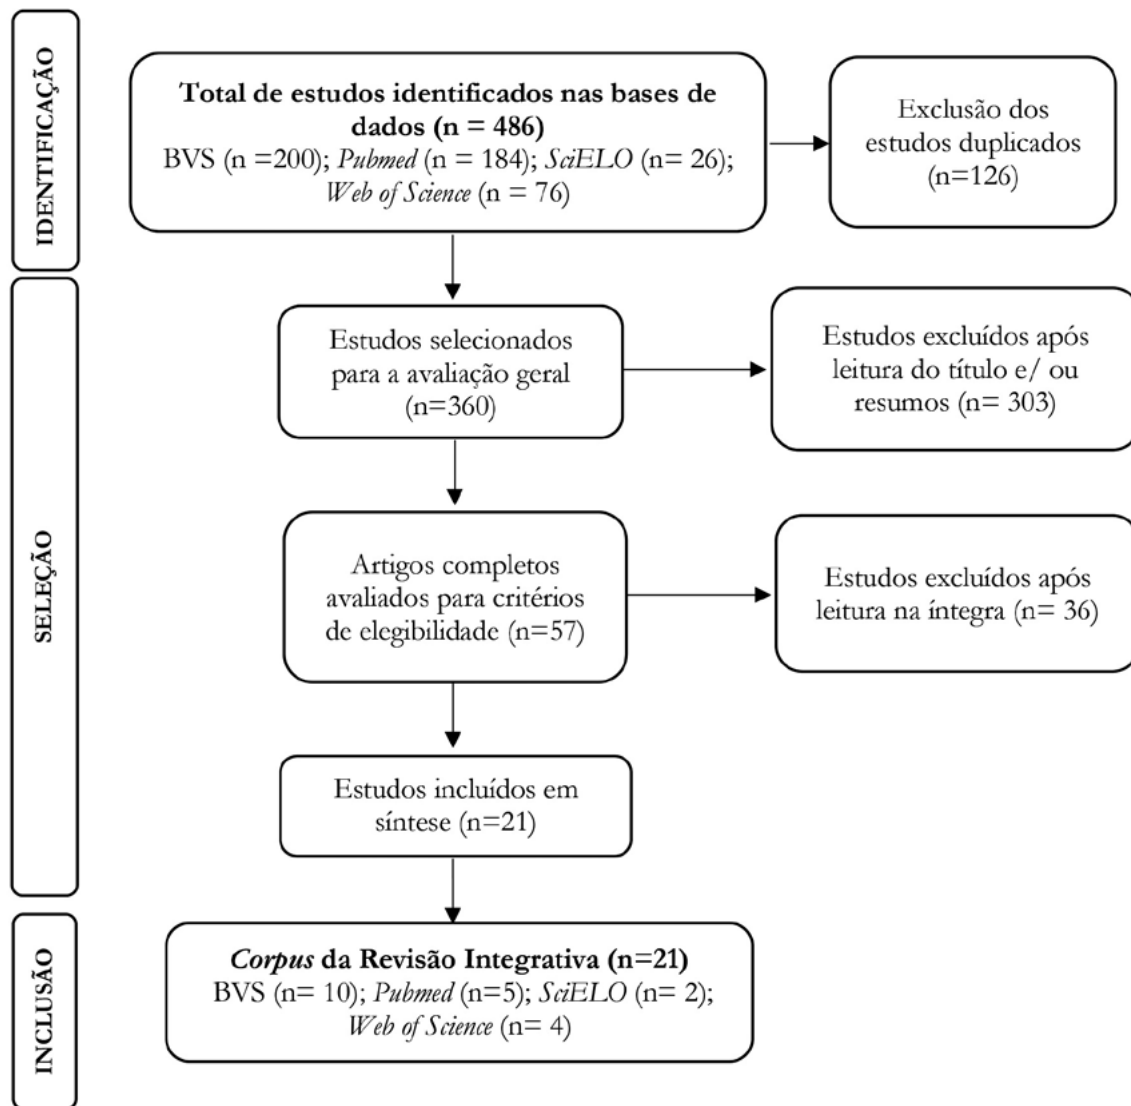 IDENTIFICAÇÃO
Total de estudos identificados nas bases de
dados (n = 486)
BVS (n =200); Pubmed (n = 184); SciELO (n= 26);
Web of Science (n = 76)
Exclusão dos
estudos duplicados
(n=126)
SELEÇÃO
Estudos selecionados
para a avaliação geral
(n=360)
Estudos excluídos após
leitura do título e/ ou
resumos (n= 303)
Artigos completos
avaliados para critérios
de elegibilidade (n=57)
Estudos excluídos após
leitura na íntegra (n= 36)
Estudos incluídos em
síntese (n=21)
INCLUSÃO
Corpus da Revisão Integrativa (n=21)
BVS (n= 10); Pubmed (n=5); SciELO (n= 2);
Web of Science (n= 4)